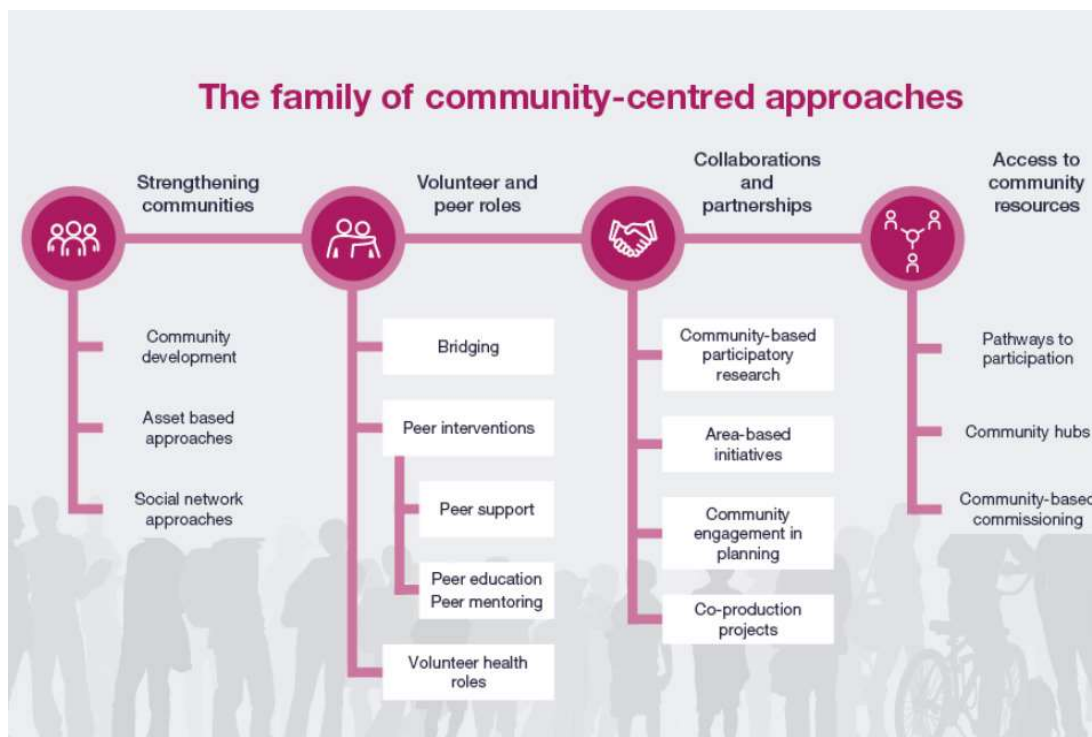 The family of community-centred approaches
Strengthening
communities
Volunteer and
peer roles
Collaborations
and
partnerships
Access to
community
resources
Community
development
Asset based
approaches
Social network
approaches
Bridging
Peer interventions
Peer support
Peer education
Peer mentoring
Volunteer health
roles
Community-based
participatory
research
Area-based
initiatives
Community
engagement in
planning
Co-production
projects
Pathways to
participation
Community hubs
Community-based
commissioning